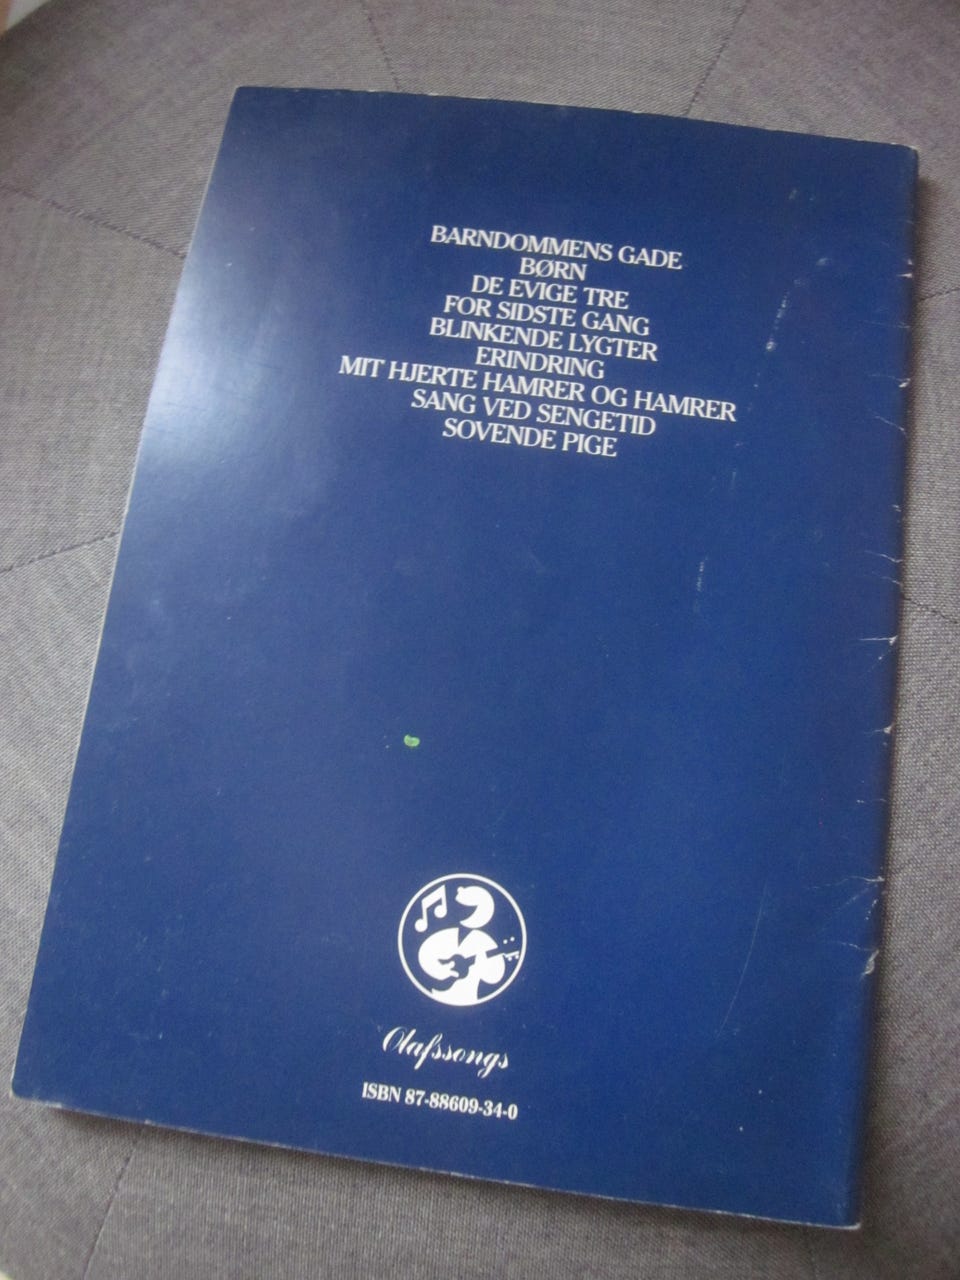 BARNDOMMENS GADE
BØRN
DE EVIGE TRE
FOR SIDSTE GANG
BLINKENDE LYGTER
ERINDRING
MIT HJERTE HAMRER OG HAMRER
SANG VED SENGETID
SOVENDE PIGE
Olafssongs
ISBN 87-88609-34-0